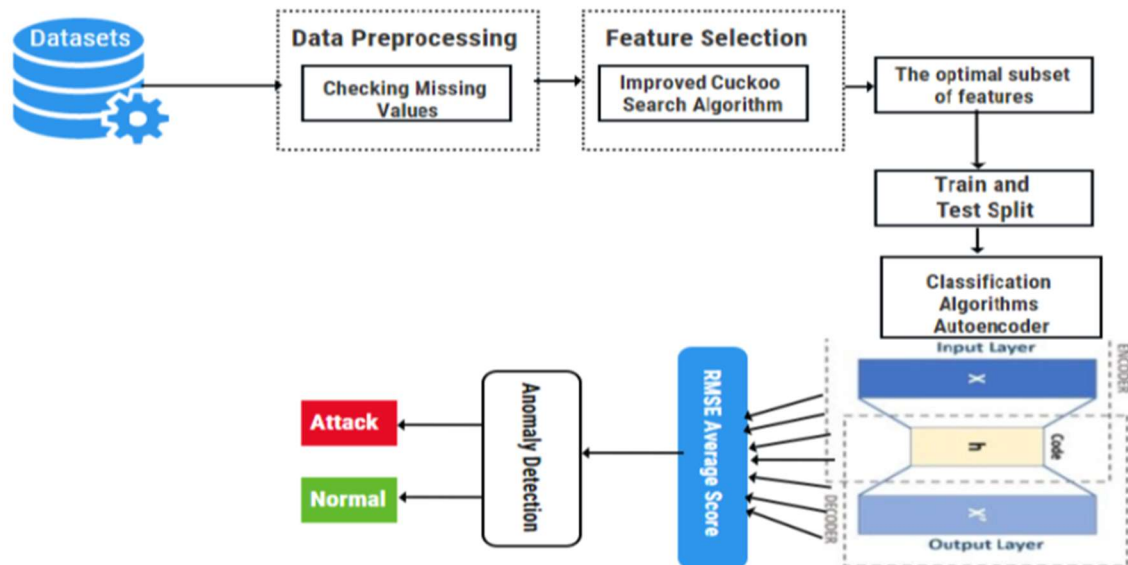 Datasets
Data Preprocessing
Checking Missing
Values
Feature Selection
Improved Cuckoo
Search Algorithm
The optimal subset
of features
Train and
Test Split
Classification
Algorithms
Autoencoder
Input Layer
ENCODER
X
Code
h
DECODER
X'
Output Layer
RMSE Average Score
Anomaly Detection
Attack
Normal